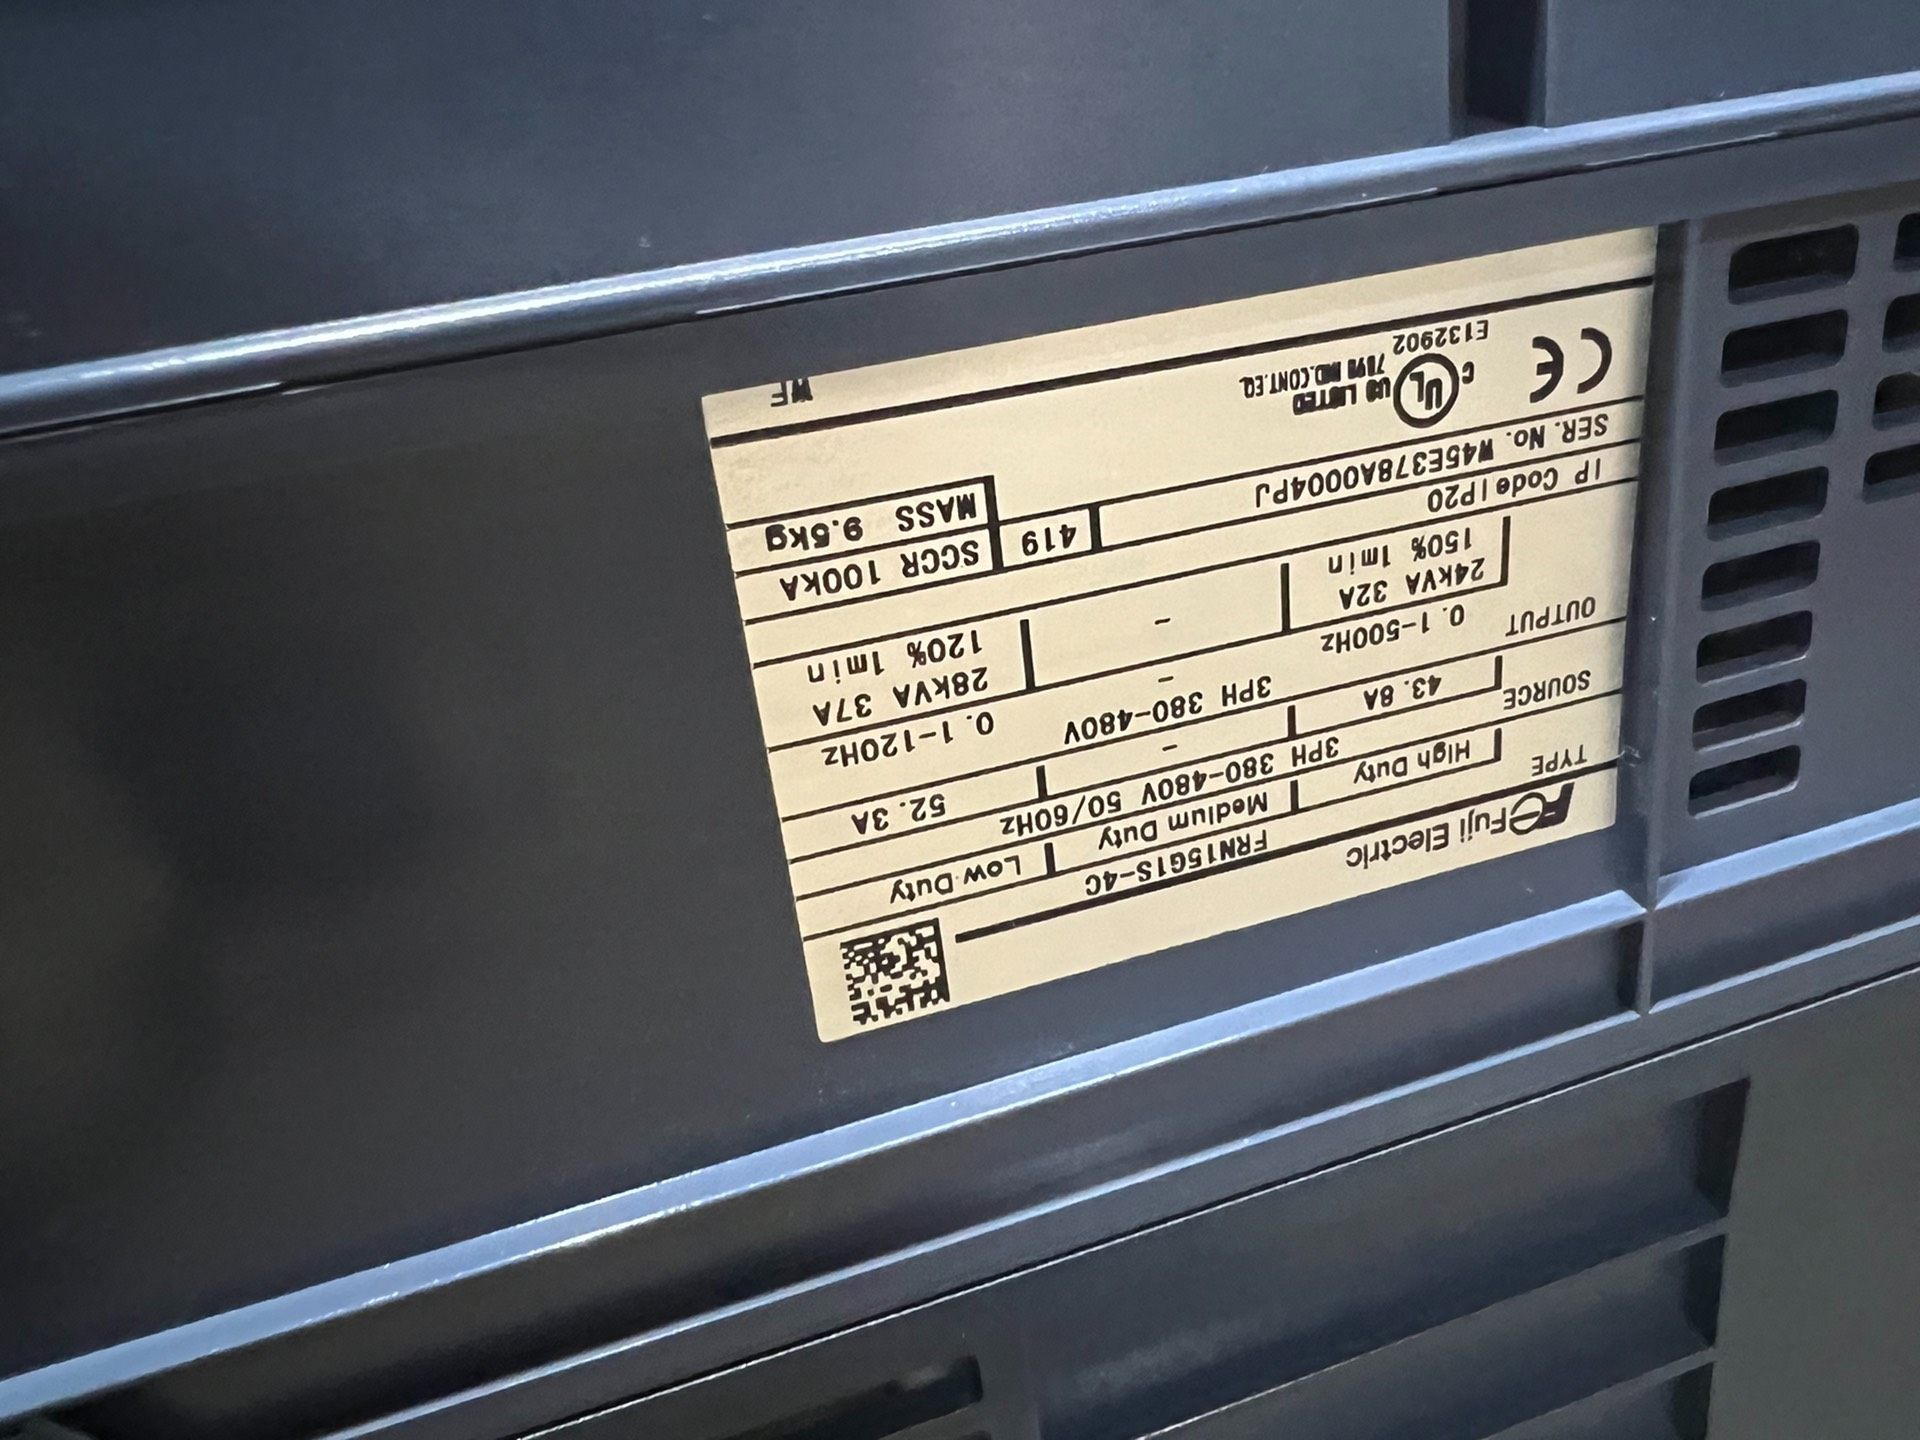 Fuji Electric
TYPE FRN15G1S-4C
High Duty Medium Duty Low Duty
SOURCE 3PH 380-480V 50/60Hz
43.8A - 52.3A
OUTPUT 3PH 380-480V
0.1-500Hz - 0.1-120Hz
24kVA 32A - 28kVA 37A
150% 1min 120% 1min
IP Code IP20 SCCR 100kA
SER. No. W45E378A0004PJ 419 MASS 9.5kg
CE C UL US LISTED
7B98 IND.CONT.EQ.
E132902
WF